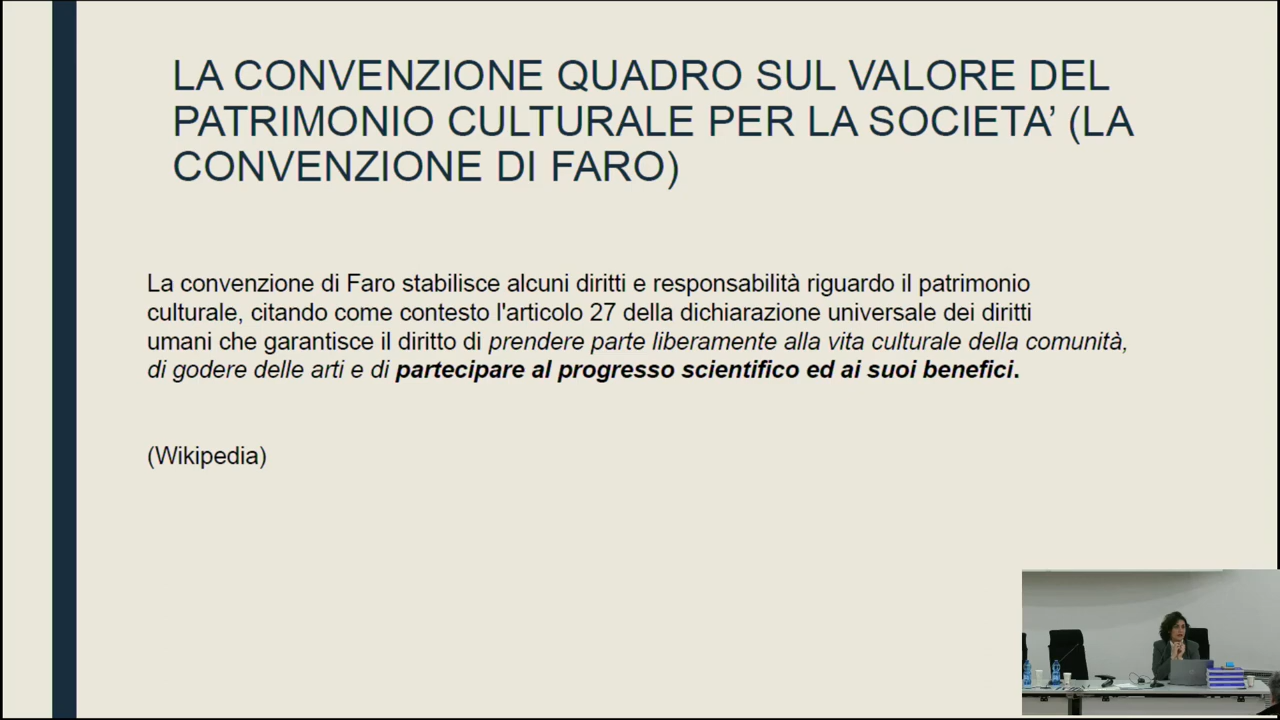 LA CONVENZIONE QUADRO SUL VALORE DEL
PATRIMONIO CULTURALE PER LA SOCIETA’ (LA
CONVENZIONE DI FARO)
La convenzione di Faro stabilisce alcuni diritti e responsabilità riguardo il patrimonio
culturale, citando come contesto l'articolo 27 della dichiarazione universale dei diritti
umani che garantisce il diritto di prendere parte liberamente alla vita culturale della comunità,
di godere delle arti e di partecipare al progresso scientifico ed ai suoi benefici.
(Wikipedia)